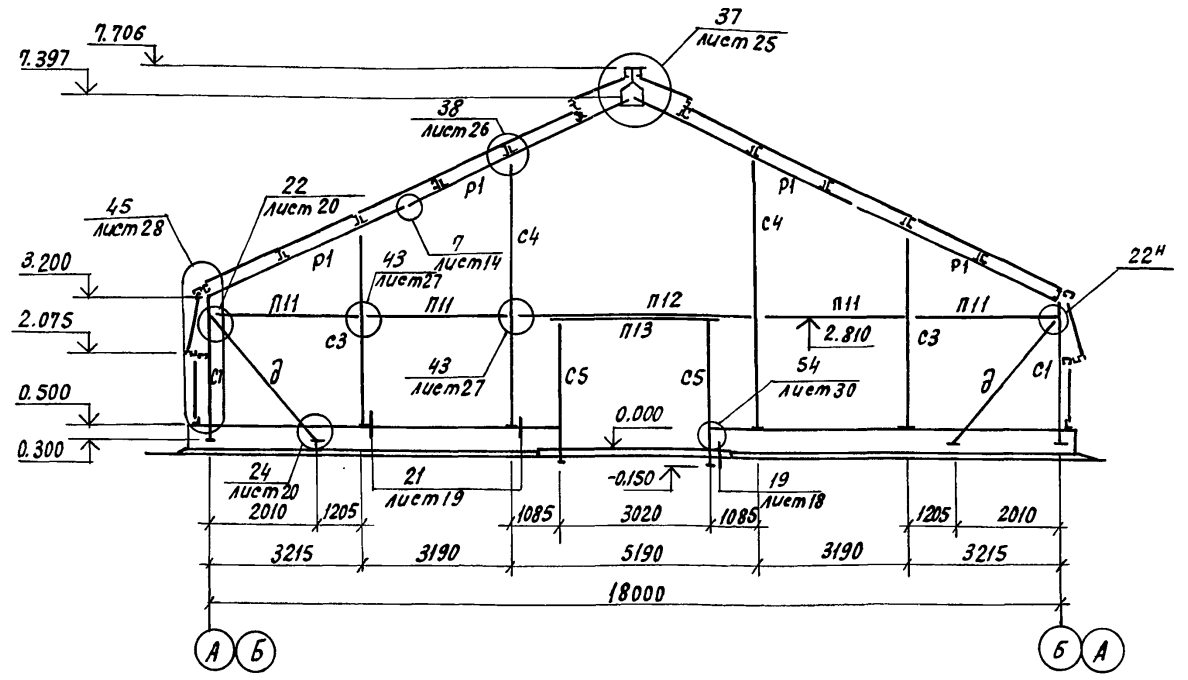 37
лист 25
7.706
7.397
38
лист 26
22
лист 20
р1
р1
45
лист 28
с4
с4
7
лист 14
р1
р1
43
лист 27
22н
3.200
п11
п11
п12
п11
п11
п13
2.810
2.075
с3
с3
43
лист 27
54
лист 30
с1
д
с5
с5
д
с1
0.500
0.000
0.300
24
лист 20
21
лист 19
-0.150
19
лист 18
2010
1205
1085
3020
1085
1205
2010
3215
3190
5190
3190
3215
18000
А
Б
Б
А